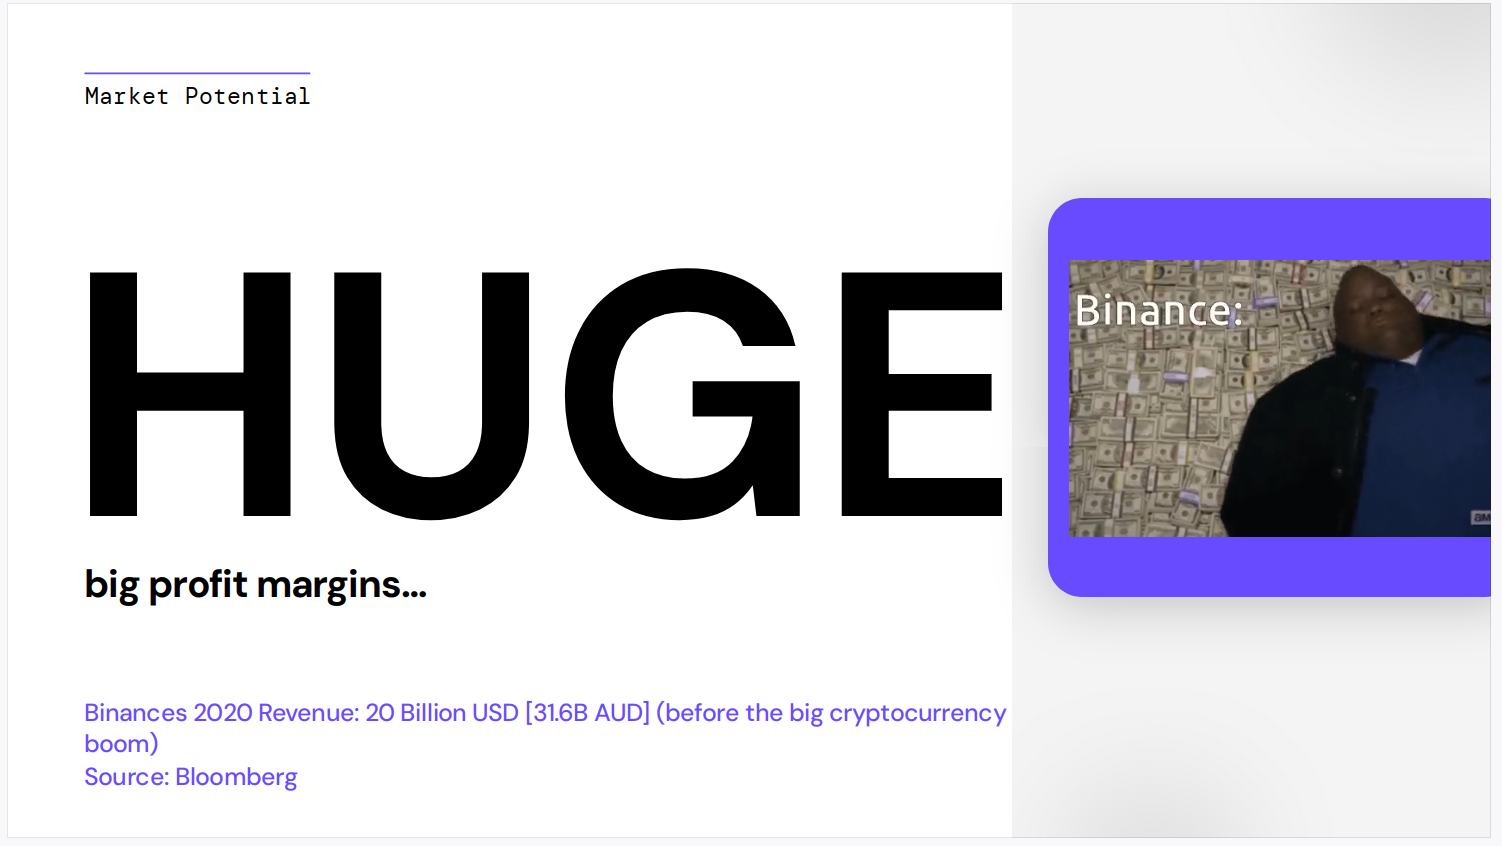 Market Potential
HUGE
big profit margins...
Binance:
Binances 2020 Revenue: 20 Billion USD [31.6B AUD] (before the big cryptocurrency
boom)
Source: Bloomberg